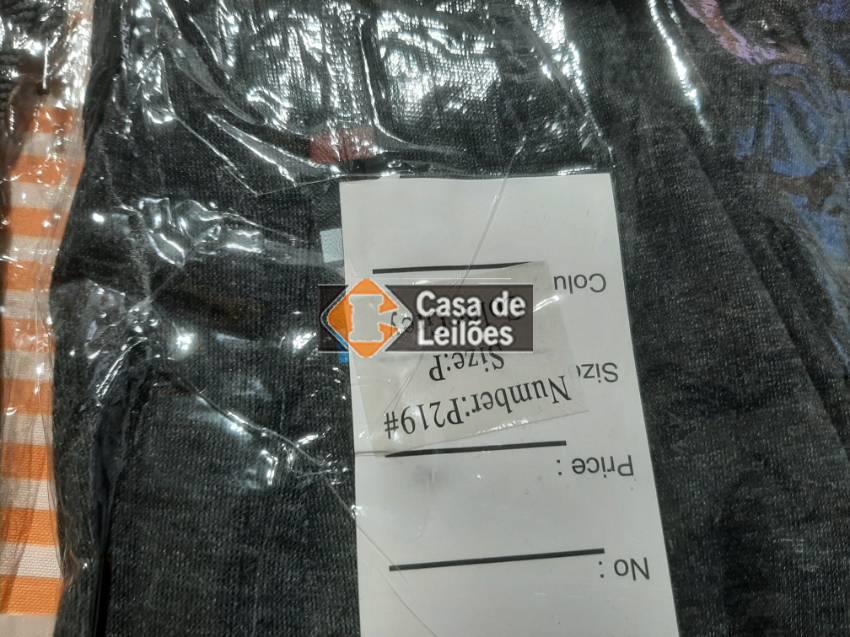 No :
Price :
Number:P219#
Size:P
Casa de
Leilões